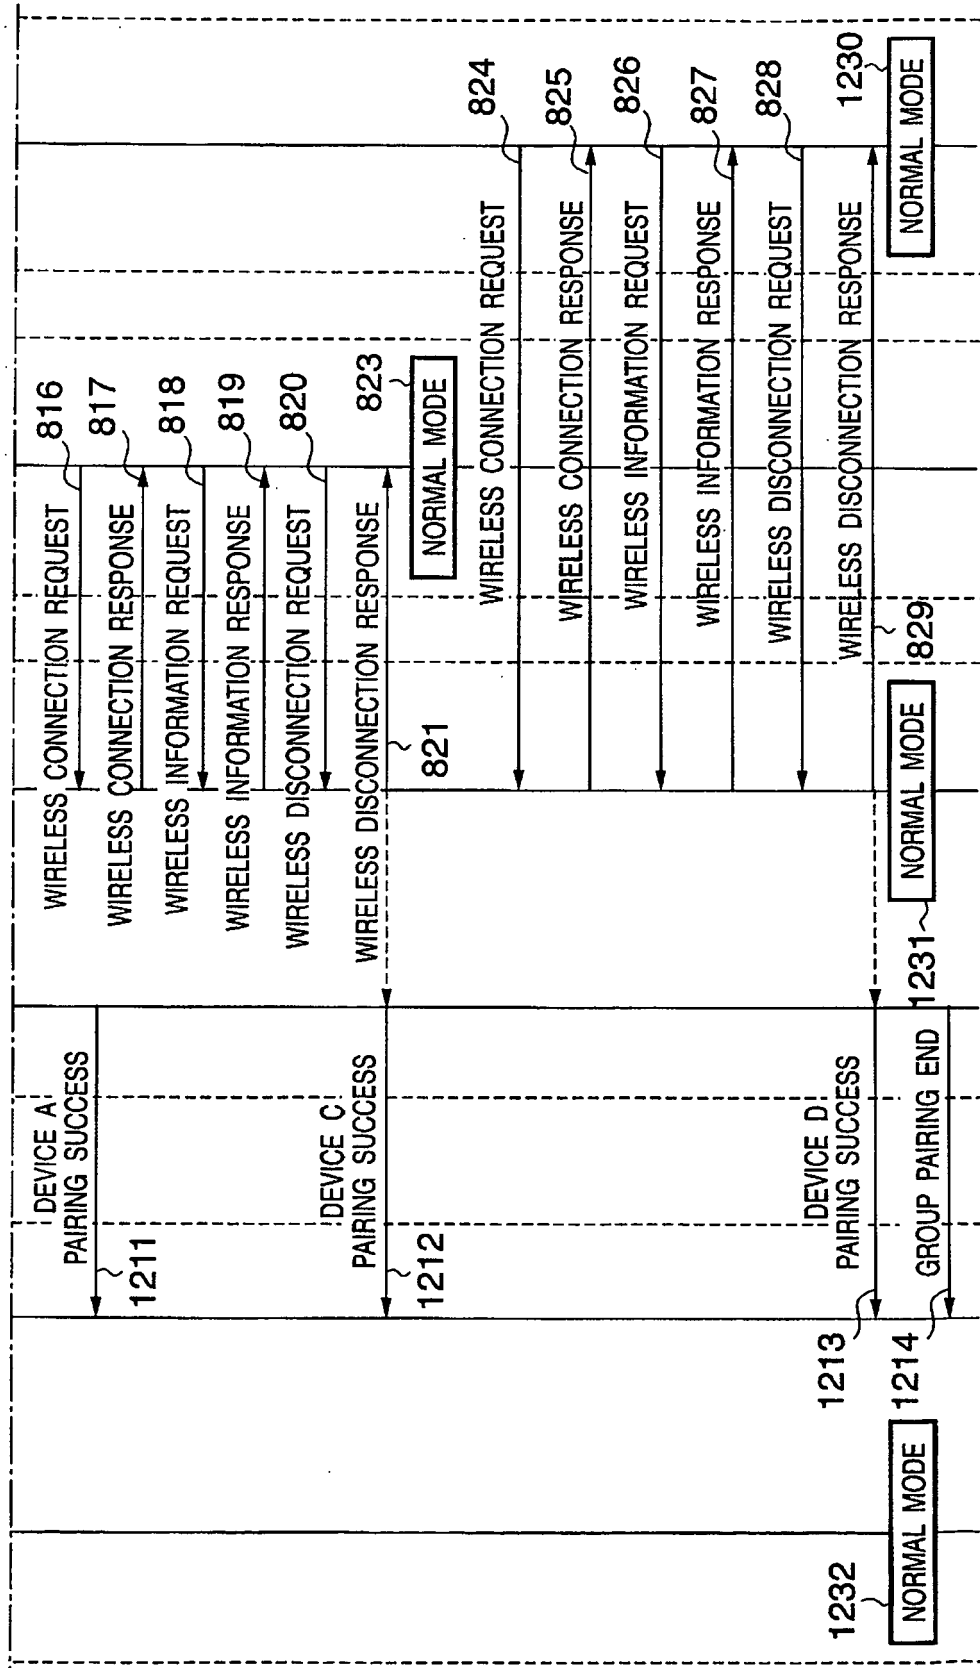 WIRELESS CONNECTION REQUEST
816
DEVICE A
PAIRING SUCCESS
1211
WIRELESS CONNECTION RESPONSE
817
WIRELESS INFORMATION REQUEST
818
WIRELESS INFORMATION RESPONSE
819
WIRELESS DISCONNECTION REQUEST
820
DEVICE C
PAIRING SUCCESS
1212
WIRELESS DISCONNECTION RESPONSE
821
823
NORMAL MODE
WIRELESS CONNECTION REQUEST
824
WIRELESS CONNECTION RESPONSE
825
WIRELESS INFORMATION REQUEST
826
WIRELESS INFORMATION RESPONSE
827
WIRELESS DISCONNECTION REQUEST
828
DEVICE D
PAIRING SUCCESS
1213
WIRELESS DISCONNECTION RESPONSE
829
1232
NORMAL MODE
1214
GROUP PAIRING END
1231
NORMAL MODE
1230
NORMAL MODE